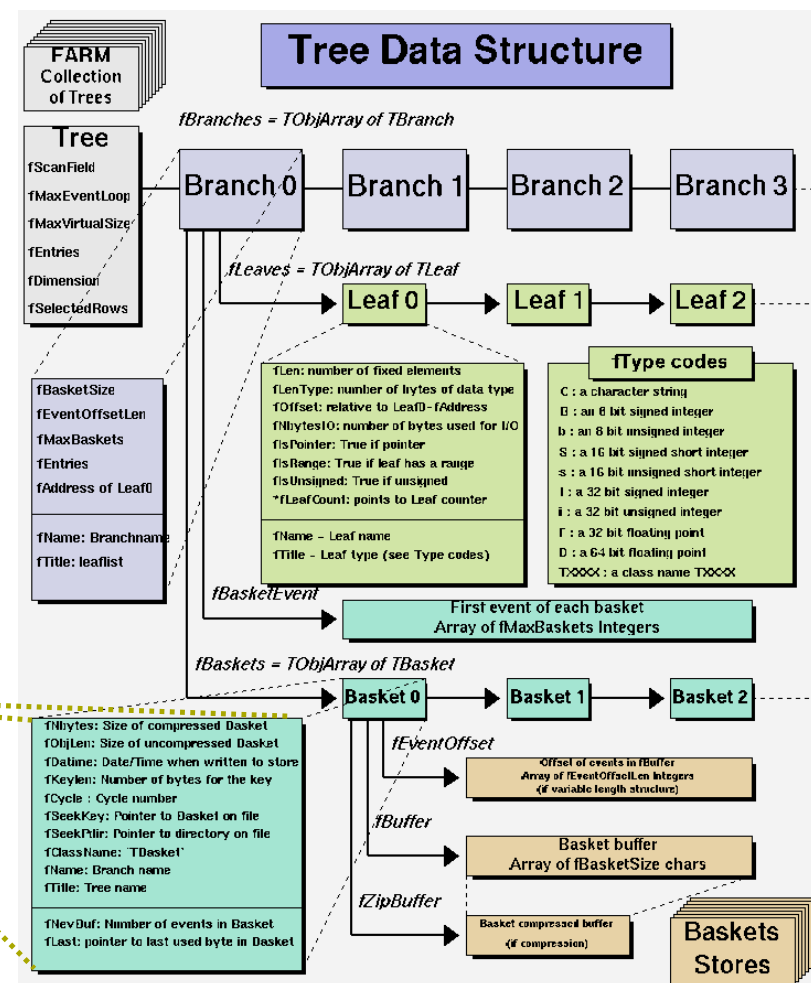 FARM
Collection
of Trees
Tree Data Structure
fBranches = TObjArray of TBranch
Tree
fScanField
fMaxEventLoop
fMaxVirtualSize
fEntries
fDimension
fSelectedRows
Branch 0
Branch 1
Branch 2
Branch 3
fLeaves = TObjArray of TLeaf
Leaf 0
Leaf 1
Leaf 2
fBasketSize
fEventOffsetLen
fMaxBaskets
fEntries
fAddress of Leaf0
fName: Branchname
fTitle: leaflist
fLen: number of fixed elements
fLenType: number of bytes of data type
fOffset: relative to Leaf0-fAddress
fNbytesIO: number of bytes used for I/O
fIsPointer: True if pointer
fIsRange: True if leaf has a range
fIsUnsigned: True if unsigned
*fLeafCount: points to Leaf counter
fName - Leaf name
fTitle - Leaf type (see Type codes)
fType codes
C : a character string
B : an 8 bit signed integer
b : an 8 bit unsigned integer
S : a 16 bit signed short integer
s : a 16 bit unsigned short integer
I : a 32 bit signed integer
i : a 32 bit unsigned integer
F : a 32 bit floating point
D : a 64 bit floating point
TXXXX : a class name TXXXX
fBasketEvent
First event of each basket
Array of fMaxBaskets Integers
fBaskets = TObjArray of TBasket
Basket 0
Basket 1
Basket 2
fNbytes: Size of compressed Basket
fObjLen: Size of uncompressed Basket
fDatime: Date/Time when written to store
fKeylen: Number of bytes for the key
fCycle : Cycle number
fSeekKey: Pointer to Basket on file
fSeekPdir: Pointer to directory on file
fClassName: 'TBasket'
fName: Branch name
fTitle: Tree name
fNevBuf: Number of events in Basket
fLast: pointer to last used byte in Basket
fEventOffset
Offset of events in fBuffer
Array of fEventOffsetLen Integers
(if variable length structure)
fBuffer
Basket buffer
Array of fBasketSize chars
fZipBuffer
Basket compressed buffer
(if compression)
Baskets
Stores